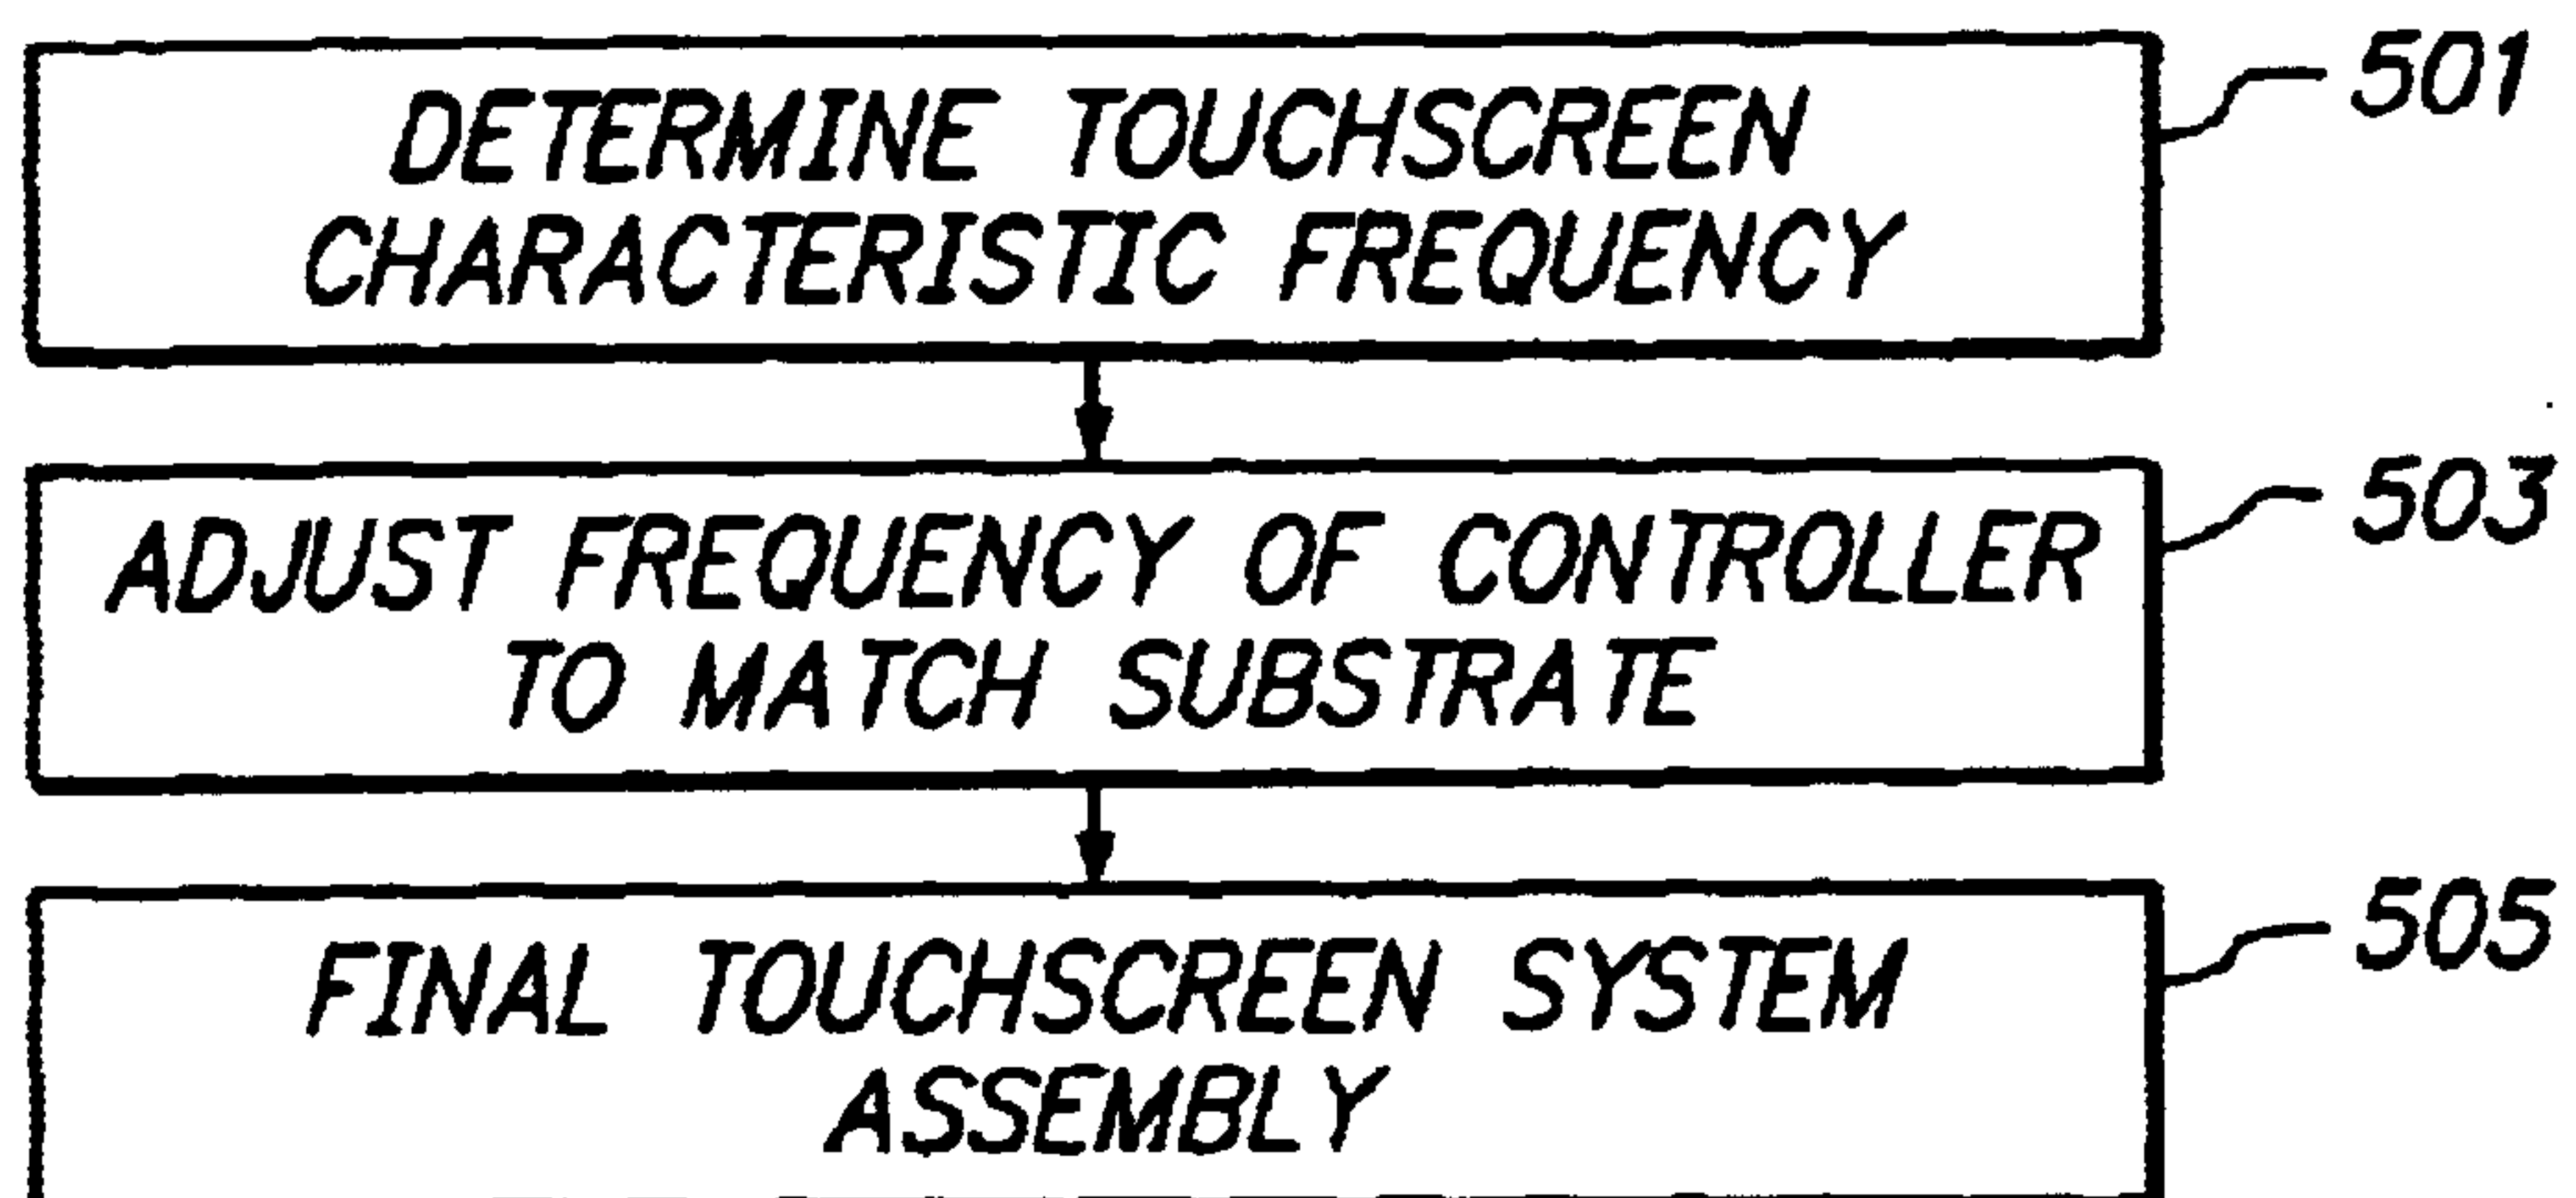 DETERMINE TOUCHSCREEN
CHARACTERISTIC FREQUENCY
501
ADJUST FREQUENCY OF CONTROLLER
TO MATCH SUBSTRATE
503
FINAL TOUCHSCREEN SYSTEM
ASSEMBLY
505